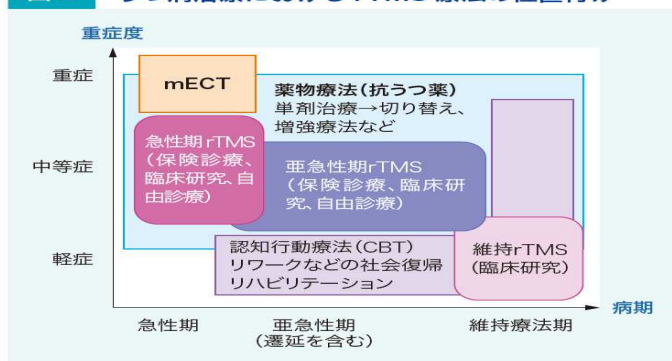 重症度
重症
中等症
軽症
mECT
薬物療法(抗うつ薬)
単剤治療→切り替え、
増強療法など
急性期rTMS
(保険診療、
臨床研究、自
由診療)
亜急性期rTMS
(保険診療、臨床研
究、自由診療)
認知行動療法(CBT)
リワークなどの社会復帰
リハビリテーション
維持rTMS
(臨床研究)
病期
急性期
亜急性期
(遷延を含む)
維持療法期